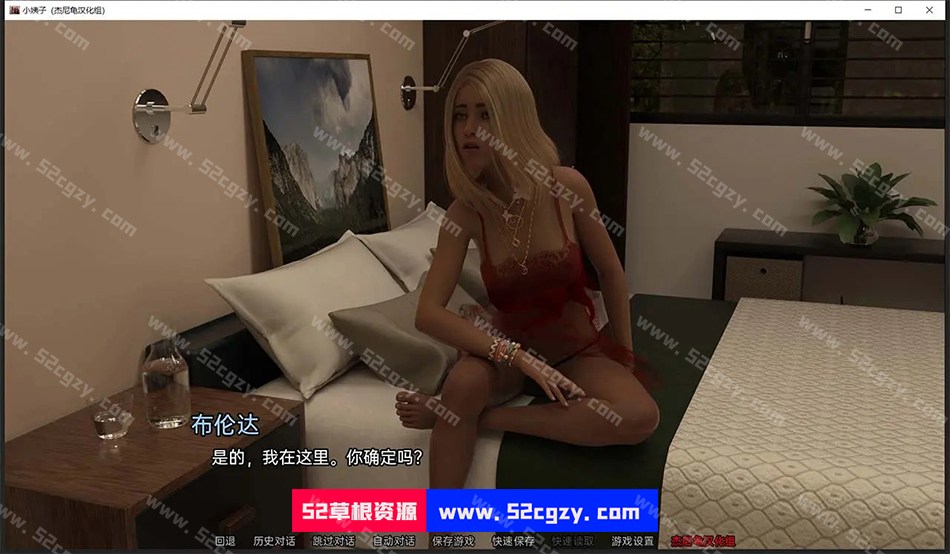 小姨子 (杰尼龟汉化组)
布伦达
是的，我在这里。你确定吗？
52草根资源 www.52cgzy.com
回退 历史对话 跳过对话 自动对话 保存游戏 快速保存 快速读取 游戏设置 杰尼龟汉化组
www.52cgzy.com